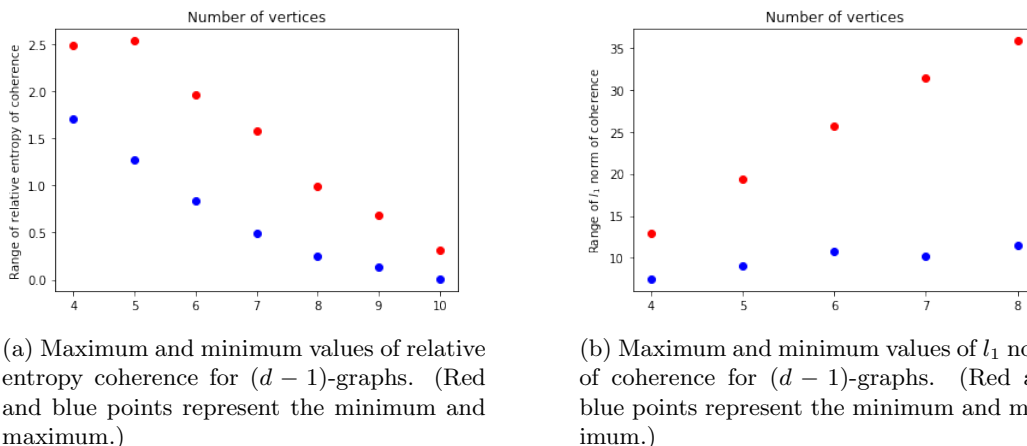 Number of vertices
Range of relative entropy of coherence
2.5
2.0
1.5
1.0
0.5
0.0
4 5 6 7 8 9 10
(a) Maximum and minimum values of relative
entropy coherence for (d − 1)-graphs. (Red
and blue points represent the minimum and
maximum.)
Number of vertices
Range of l₁ norm of coherence
35
30
25
20
15
10
4 5 6 7 8
(b) Maximum and minimum values of l₁ no
of coherence for (d − 1)-graphs. (Red a
blue points represent the minimum and m
imum.)